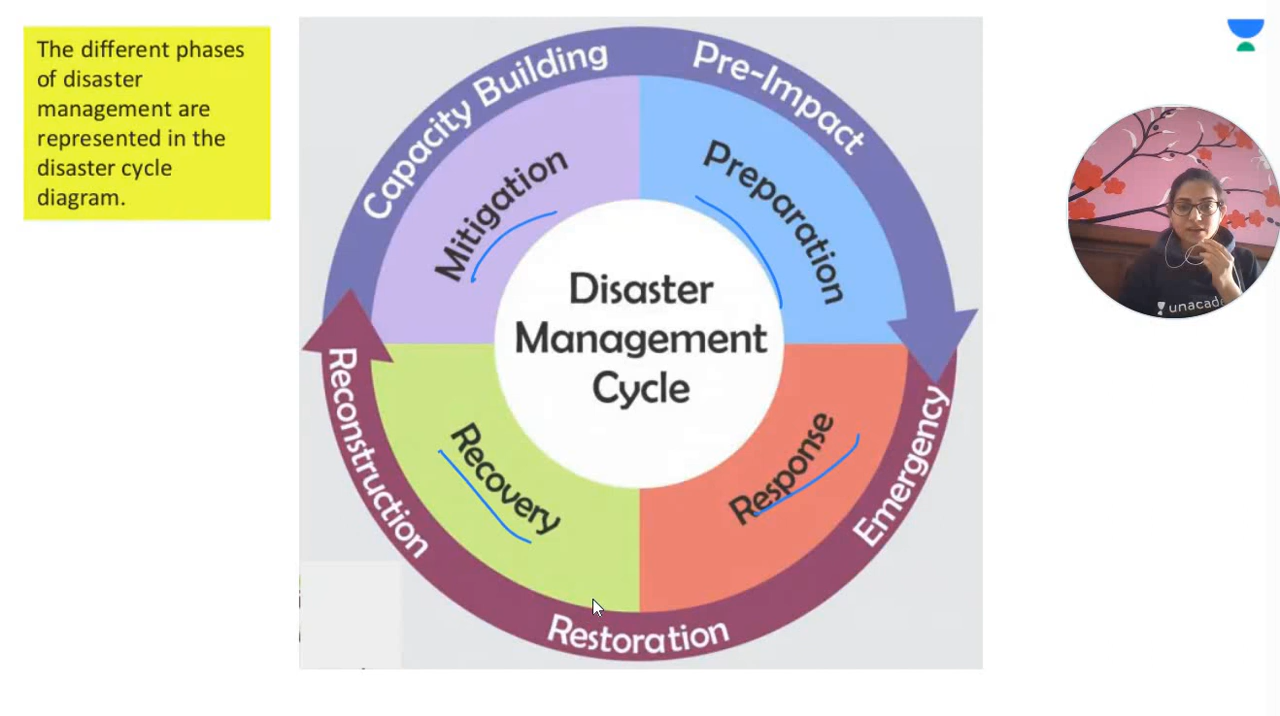 The different phases
of disaster
management are
represented in the
disaster cycle
diagram.
Capacity Building
Pre-Impact
Mitigation
Preparation
Disaster
Management
Cycle
Recovery
Response
Reconstruction
Emergency
Restoration